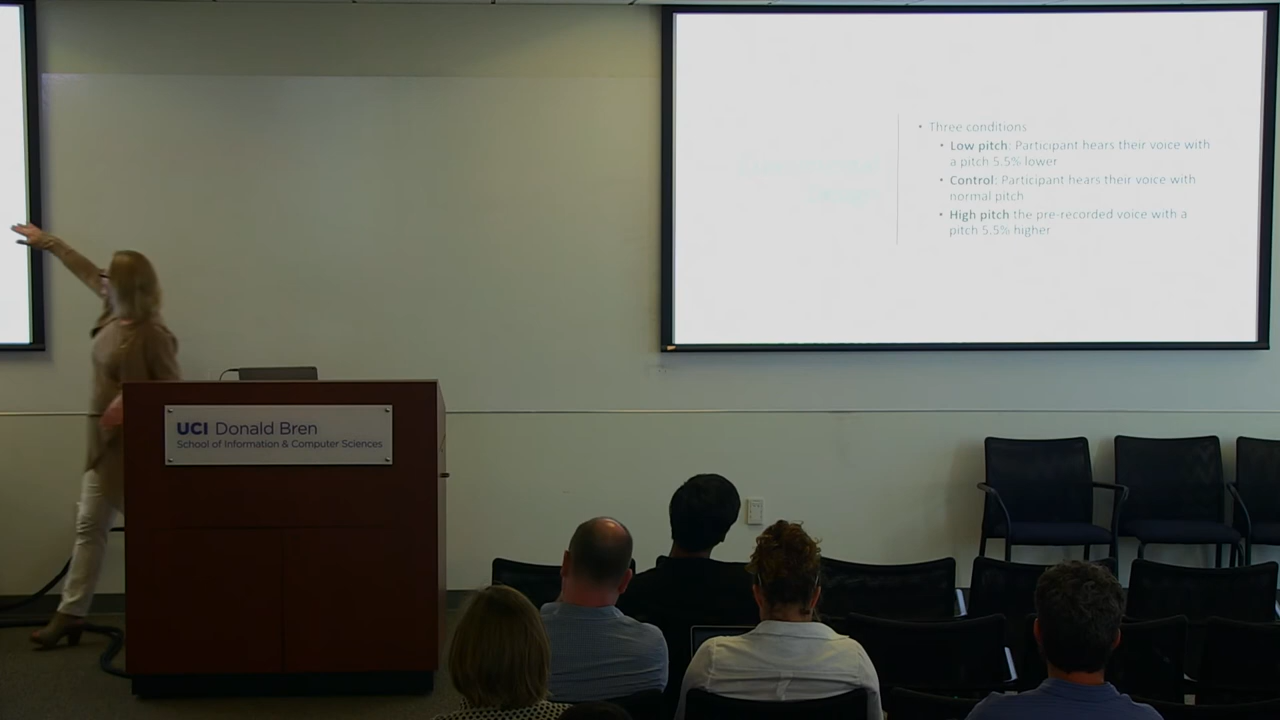 • Three conditions
• Low pitch: Participant hears their voice with
a pitch 5.5% lower
• Control: Participant hears their voice with
normal pitch
• High pitch the pre-recorded voice with a
pitch 5.5% higher
UCI Donald Bren
School of Information & Computer Sciences